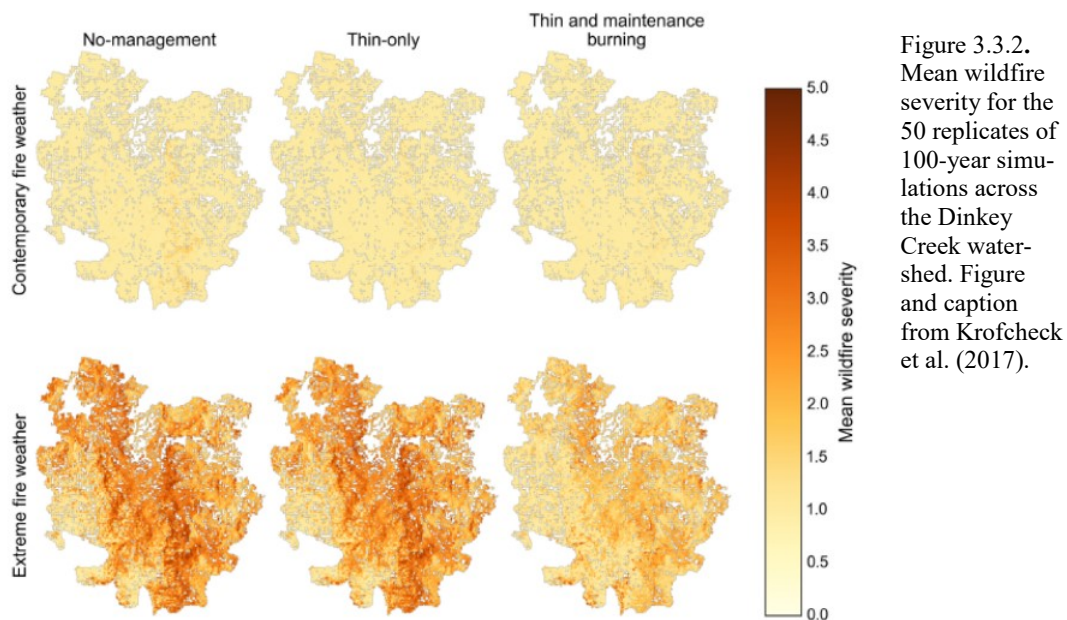 No-management
Thin-only
Thin and maintenance
burning
Contemporary fire weather
Extreme fire weather
5.0
4.5
4.0
3.5
3.0
2.5
2.0
1.5
1.0
0.5
0.0
Mean wildfire severity
Figure 3.3.2.
Mean wildfire
severity for the
50 replicates of
100-year simu-
lations across
the Dinkey
Creek water-
shed. Figure
and caption
from Krofcheck
et al. (2017).